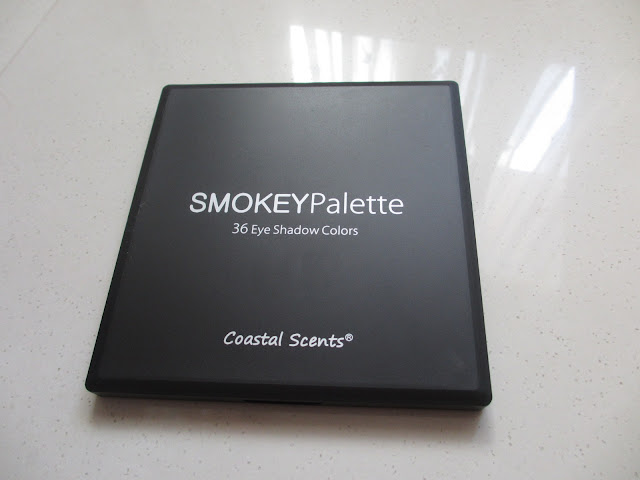 SMOKEYPalette
36 Eye Shadow Colors
Coastal Scents®